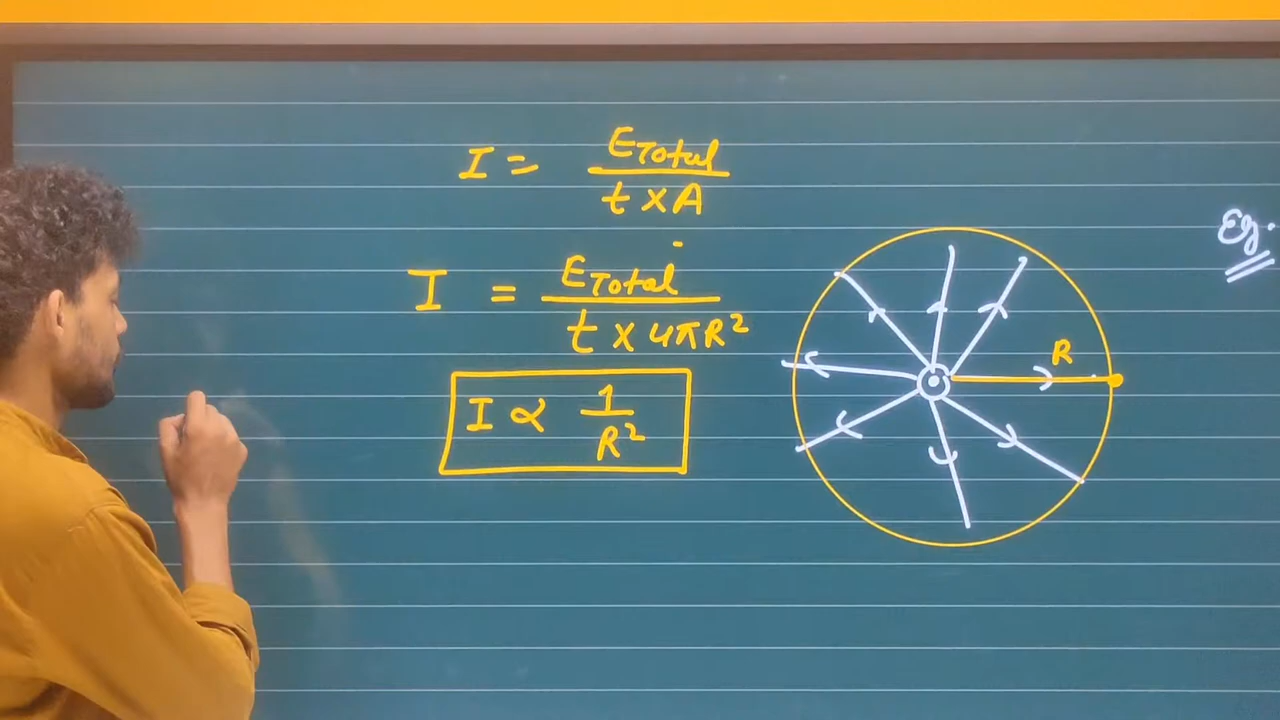 I = E_Total / t × A
I = E_Total / t × 4πR²
I ∝ 1 / R²
R
Eg.